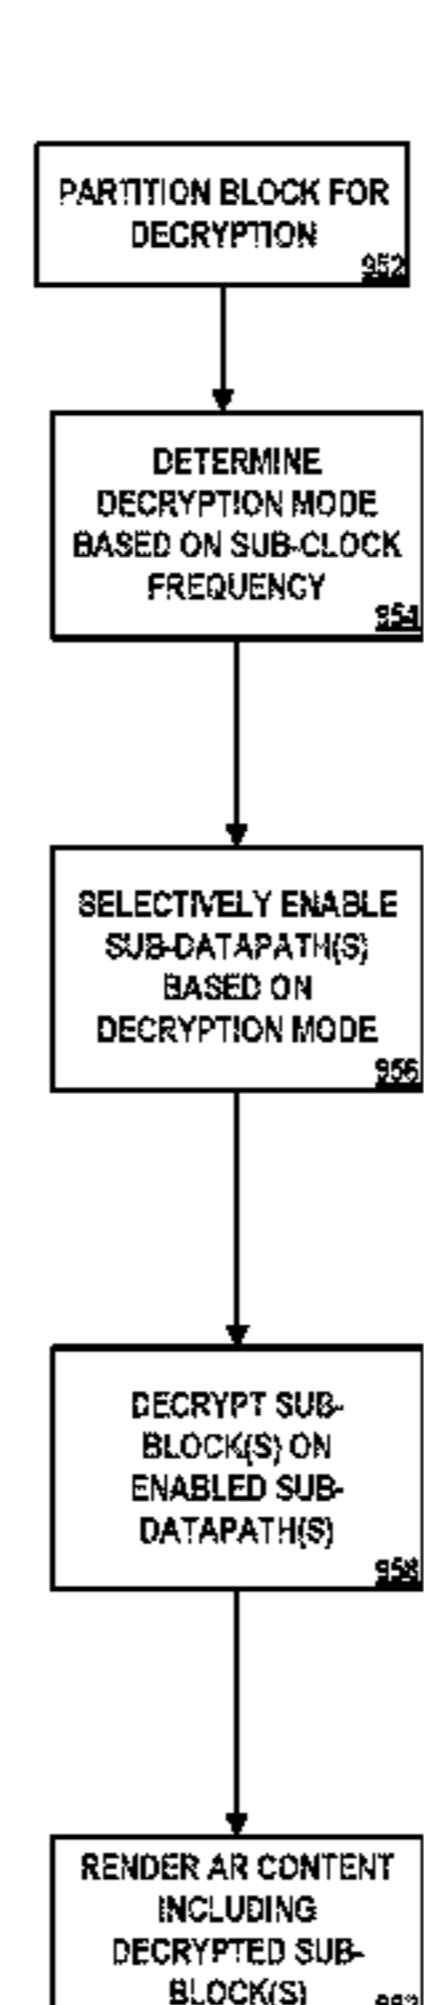 PARTITION BLOCK FOR
DECRYPTION
952
DETERMINE
DECRYPTION MODE
BASED ON SUB-CLOCK
FREQUENCY
954
SELECTIVELY ENABLE
SUB-DATAPATH(S)
BASED ON
DECRYPTION MODE
956
DECRYPT SUB-
BLOCK(S) ON
ENABLED SUB-
DATAPATH(S)
958
RENDER AR CONTENT
INCLUDING
DECRYPTED SUB-
BLOCK(S)